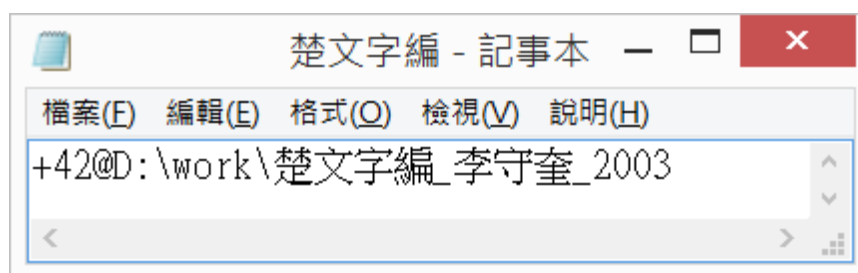 楚文字編 - 記事本
檔案(F) 編輯(E) 格式(O) 檢視(V) 說明(H)
+42@D:\work\楚文字編_李守奎_2003